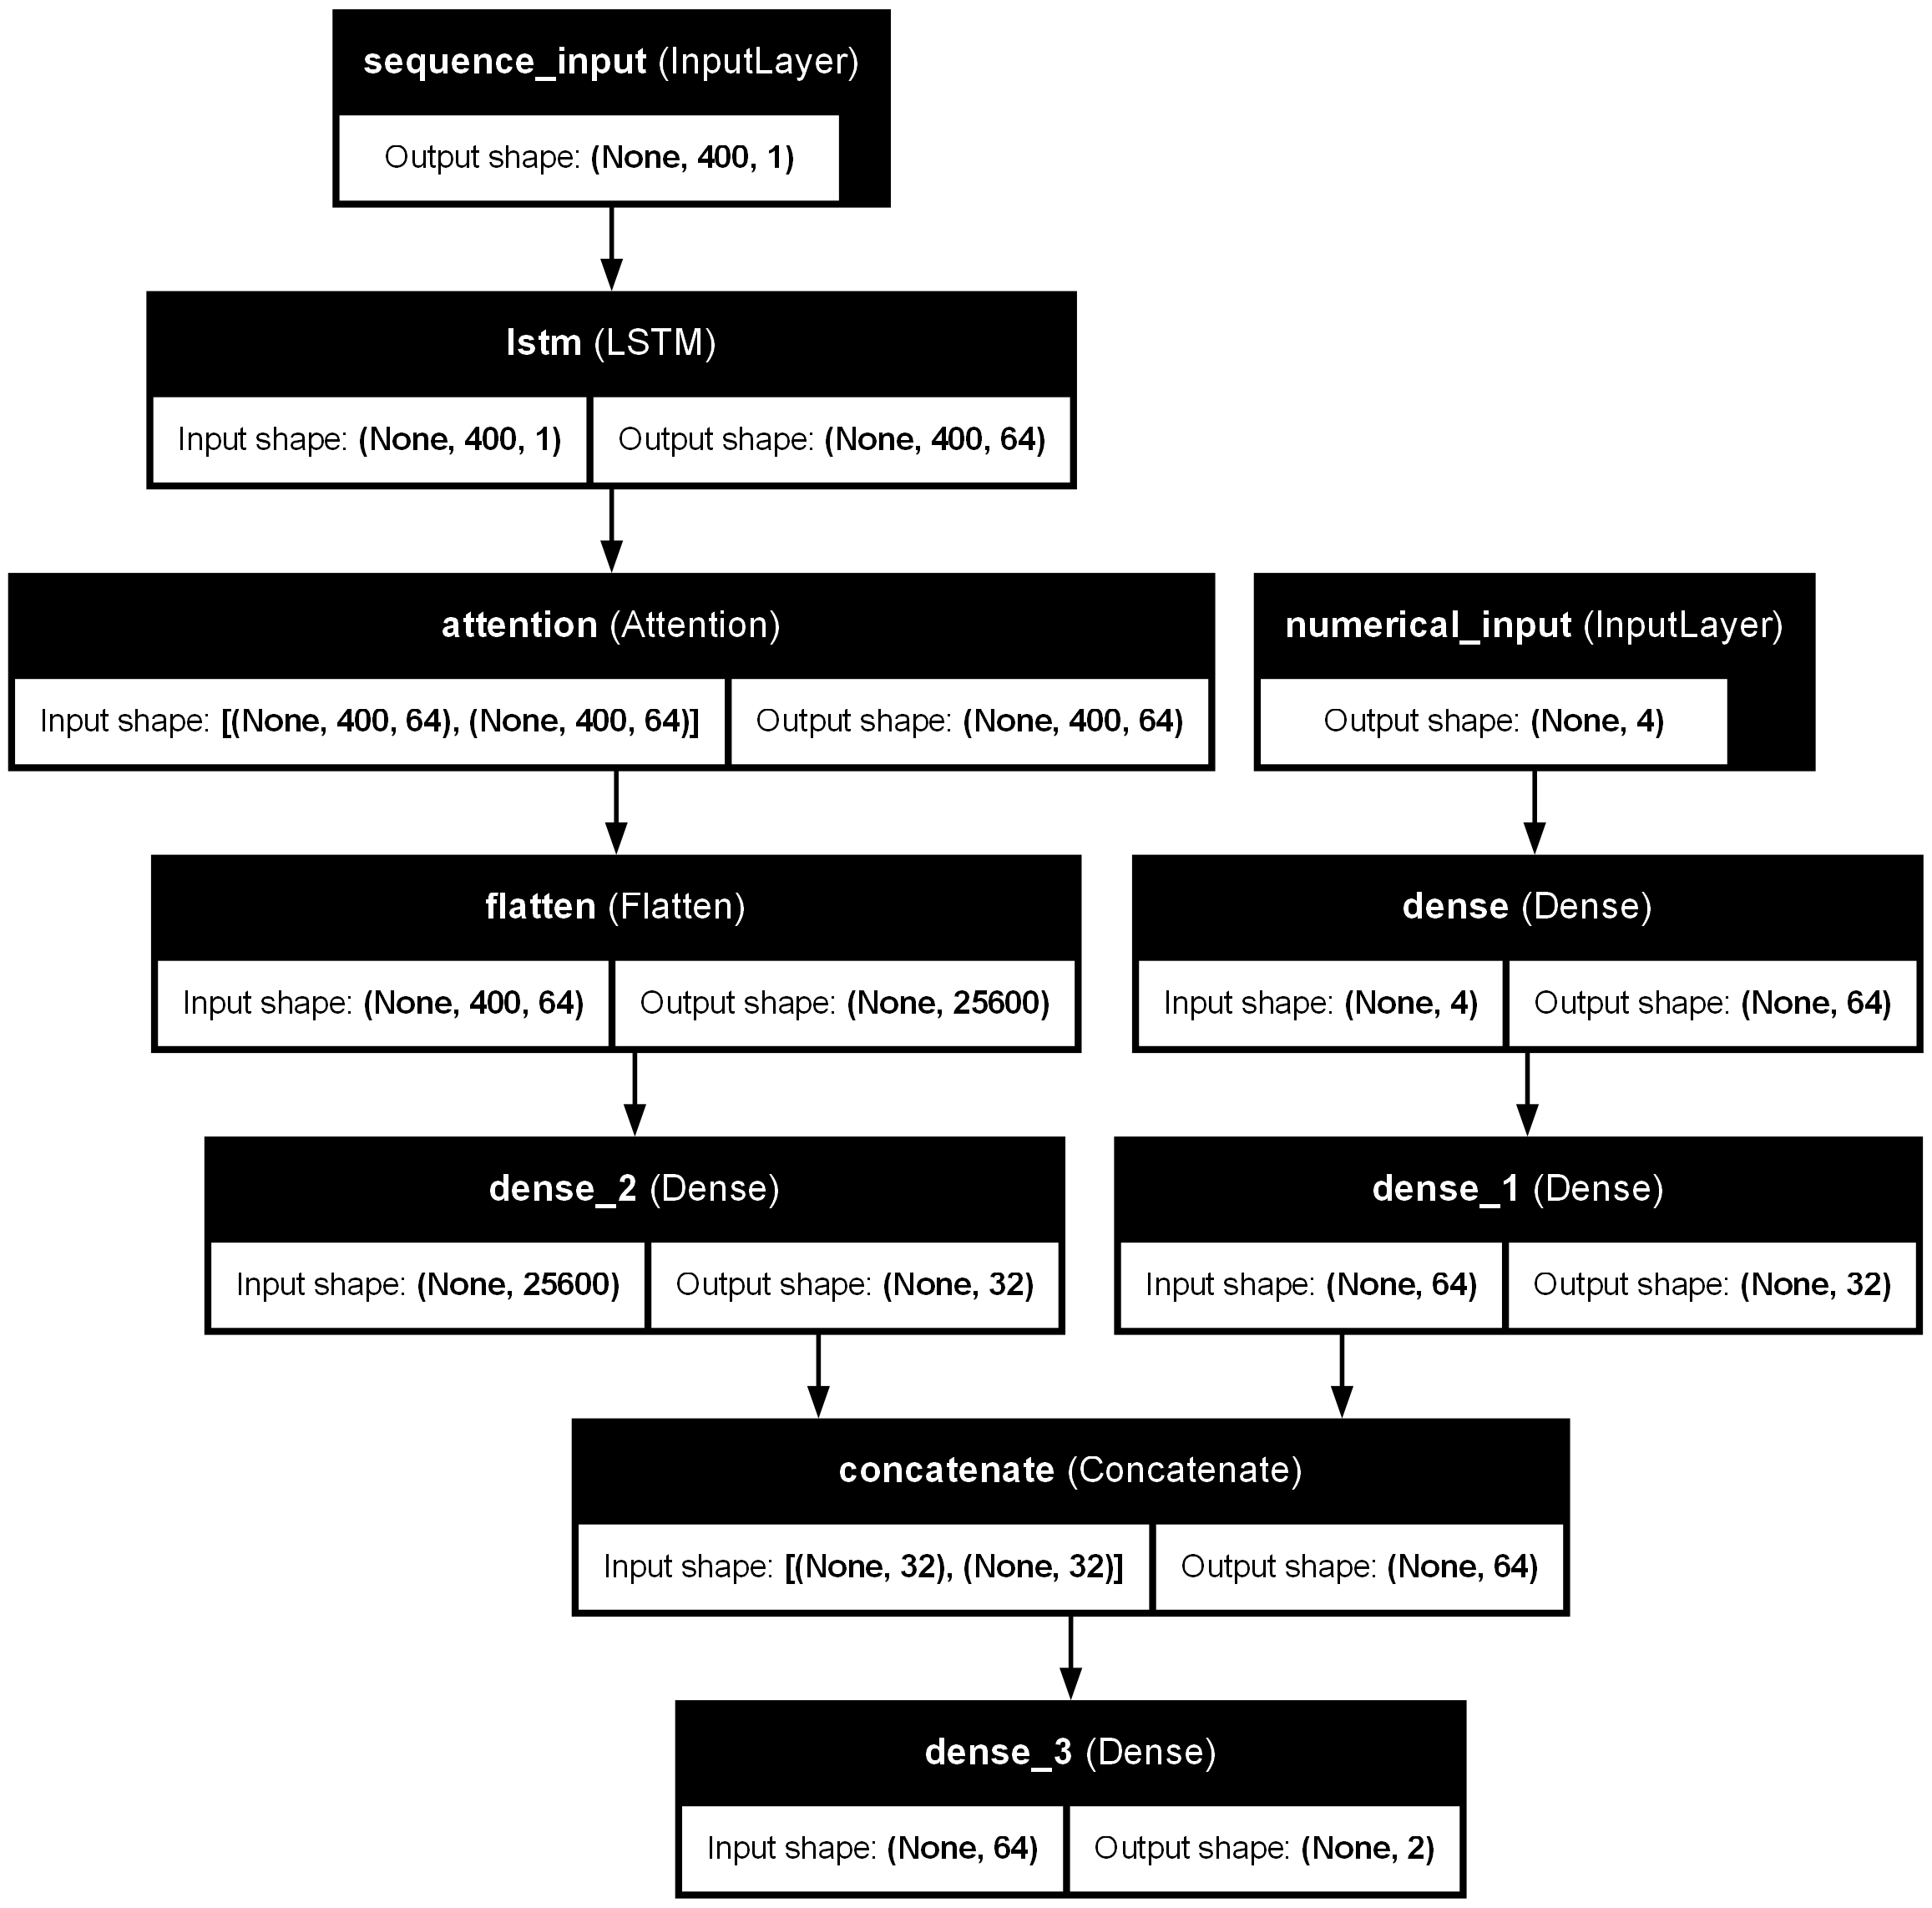 sequence_input (InputLayer)
Output shape: (None, 400, 1)
lstm (LSTM)
Input shape: (None, 400, 1)
Output shape: (None, 400, 64)
attention (Attention)
Input shape: [(None, 400, 64), (None, 400, 64)]
Output shape: (None, 400, 64)
numerical_input (InputLayer)
Output shape: (None, 4)
flatten (Flatten)
Input shape: (None, 400, 64)
Output shape: (None, 25600)
dense (Dense)
Input shape: (None, 4)
Output shape: (None, 64)
dense_2 (Dense)
Input shape: (None, 25600)
Output shape: (None, 32)
dense_1 (Dense)
Input shape: (None, 64)
Output shape: (None, 32)
concatenate (Concatenate)
Input shape: [(None, 32), (None, 32)]
Output shape: (None, 64)
dense_3 (Dense)
Input shape: (None, 64)
Output shape: (None, 2)